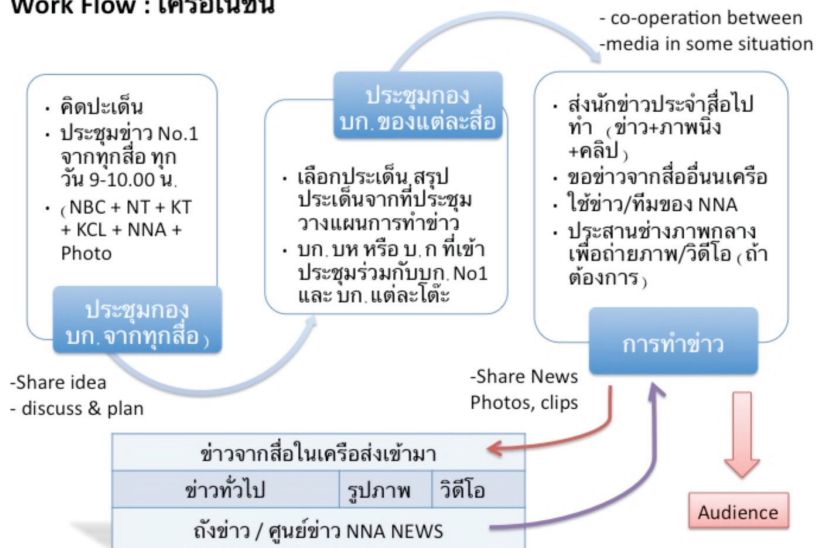 Work Flow : เครือเนชั่น
- co-operation between
-media in some situation
• คิดปะเด็น
• ประชุมข่าว No.1
จากทุกสื่อ ทุก
วัน 9-10.00 น.
• (NBC + NT + KT
+ KCL + NNA +
Photo
ประชุมกอง
บก.จากทุกสื่อ)
-Share idea
- discuss & plan
ประชุมกอง
บก.ของแต่ละสื่อ
• เลือกประเด็น สรุป
ประเด็นจากที่ประชุม
วางแผนการทำข่าว
• บก.บห หรือ บ.ก ที่เข้า
ประชุมร่วมกับบก. No1
และ บก. แต่ละโต๊ะ
• ส่งนักข่าวประจำสื่อไป
ทำ (ข่าว+ภาพนิ่ง
+คลิป)
• ขอข่าวจากสื่ออื่นนเครือ
• ใช้ข่าว/ทีมของ NNA
• ประสานช่างภาพกลาง
เพื่อถ่ายภาพ/วิดีโอ (ถ้า
ต้องการ)
การทำข่าว
-Share News
Photos, clips
ข่าวจากสื่อในเครือส่งเข้ามา
ข่าวทั่วไป รูปภาพ วิดีโอ
ถังข่าว / ศูนย์ข่าว NNA NEWS
Audience